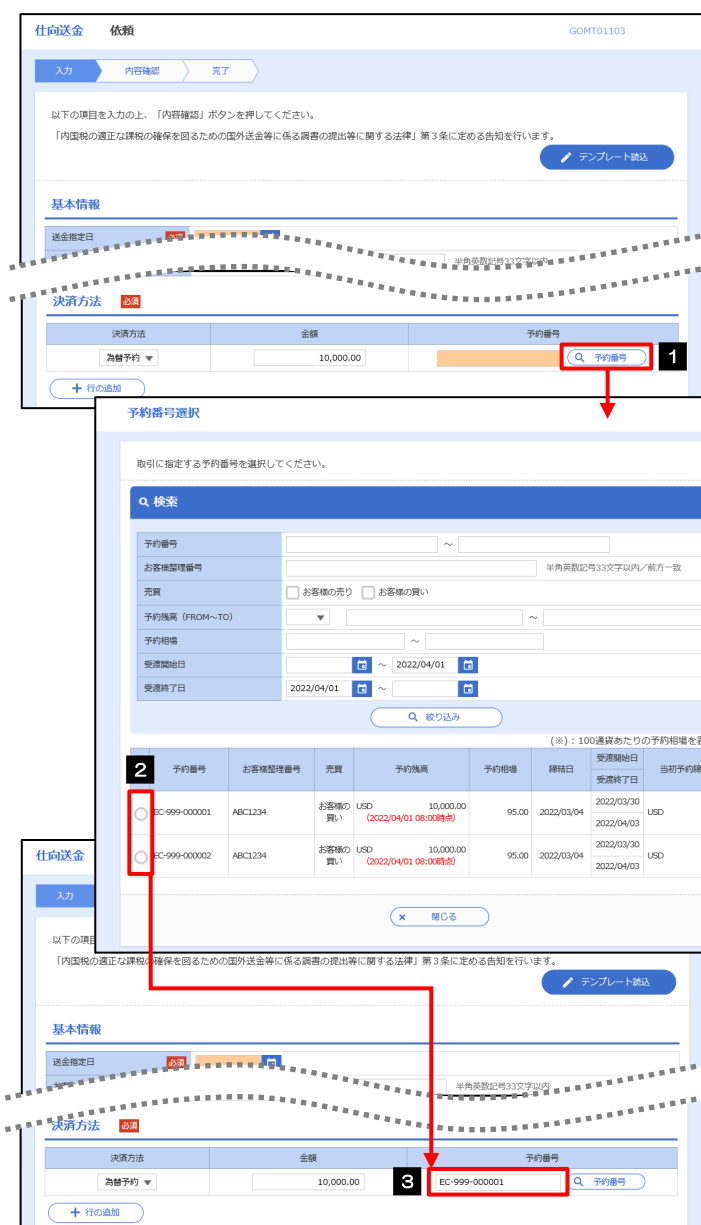 仕向送金 依頼 GOMT01103
入力 内容確認 完了
以下の項目を入力の上、「内容確認」ボタンを押してください。
「内国税の適正な課税の確保を図るための国外送金等に係る調書の提出等に関する法律」第３条に定める告知を行います。
テンプレート読込
基本情報
送金指定日 必須
半角英数記号33文字以内
決済方法 必須
決済方法 金額 予約番号
為替予約 10,000.00 予約番号 1
行の追加
予約番号選択
取引に指定する予約番号を選択してください。
検索
予約番号 ～
お客様整理番号 半角英数記号33文字以内／前方一致
売買 お客様の売り お客様の買い
予約残高（FROM～TO） ～
予約相場 ～
受渡開始日 ～ 2022/04/01
受渡終了日 2022/04/01 ～
絞り込み
(※)：100通貨あたりの予約相場を
2 予約番号 お客様整理番号 売買 予約残高 予約相場 締結日 受渡開始日 当初予約
受渡終了日
EC-999-000001 ABC1234 お客様の買い USD 10,000.00 (2022/04/01 08:00時点) 95.00 2022/03/04 2022/03/30 USD
2022/04/03
EC-999-000002 ABC1234 お客様の買い USD 10,000.00 (2022/04/01 08:00時点) 95.00 2022/03/04 2022/03/30 USD
2022/04/03
× 閉じる
仕向送金
入力
以下の項
「内国税の適正な課税の確保を図るための国外送金等に係る調書の提出等に関する法律」第３条に定める告知を行います。
テンプレート読込
基本情報
送金指定日 必須
半角英数記号33文字以内
決済方法 必須
決済方法 金額 予約番号
為替予約 10,000.00 3 EC-999-000001 予約番号
行の追加